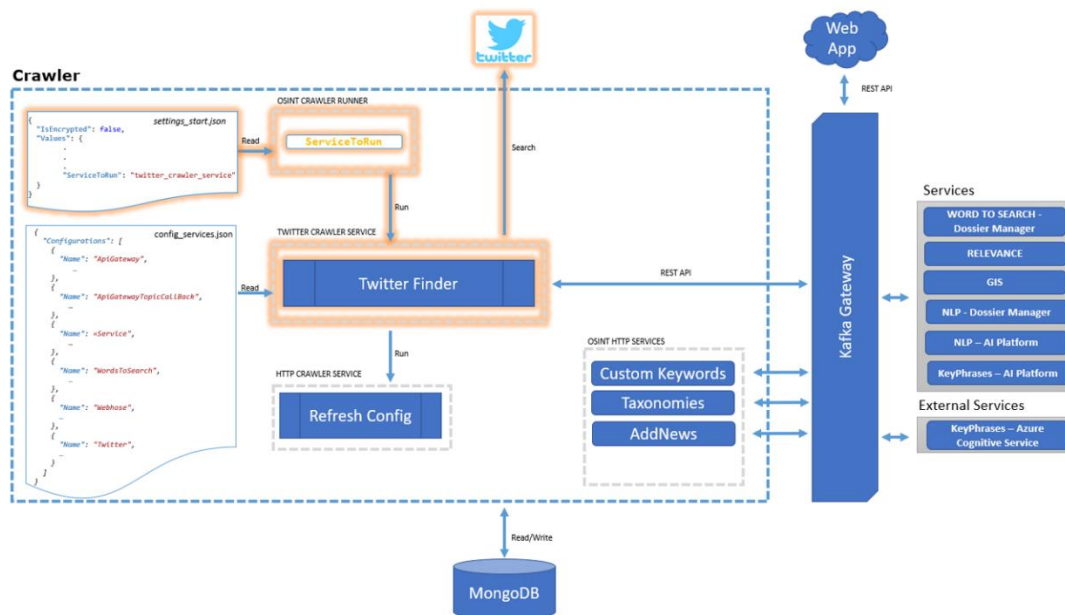 twitter
Web
App
Crawler
REST API
OSINT CRAWLER RUNNER
settings_start.json
{
"IsEncrypted": false,
"Values": {
.
.
.
"ServiceToRun": "twitter_crawler_service"
}
}
Read
ServiceToRun
Search
Run
Services
WORD TO SEARCH -
Dossier Manager
RELEVANCE
GIS
NLP - Dossier Manager
NLP – AI Platform
KeyPhrases – AI Platform
External Services
KeyPhrases – Azure
Cognitive Service
config_services.json
{
"Configurations": [
{
"Name": "ApiGateway",
…
},
{
"Name": "ApiGatewayTopicCallBack",
…
},
{
"Name": <Service",
…
},
{
"Name": "WordsToSearch",
…
},
{
"Name": "Webhose",
…
},
{
"Name": "Twitter",
…
}
]
}
Read
TWITTER CRAWLER SERVICE
Twitter Finder
REST API
Kafka Gateway
Run
HTTP CRAWLER SERVICE
Refresh Config
OSINT HTTP SERVICES
Custom Keywords
Taxonomies
AddNews
Read/Write
MongoDB